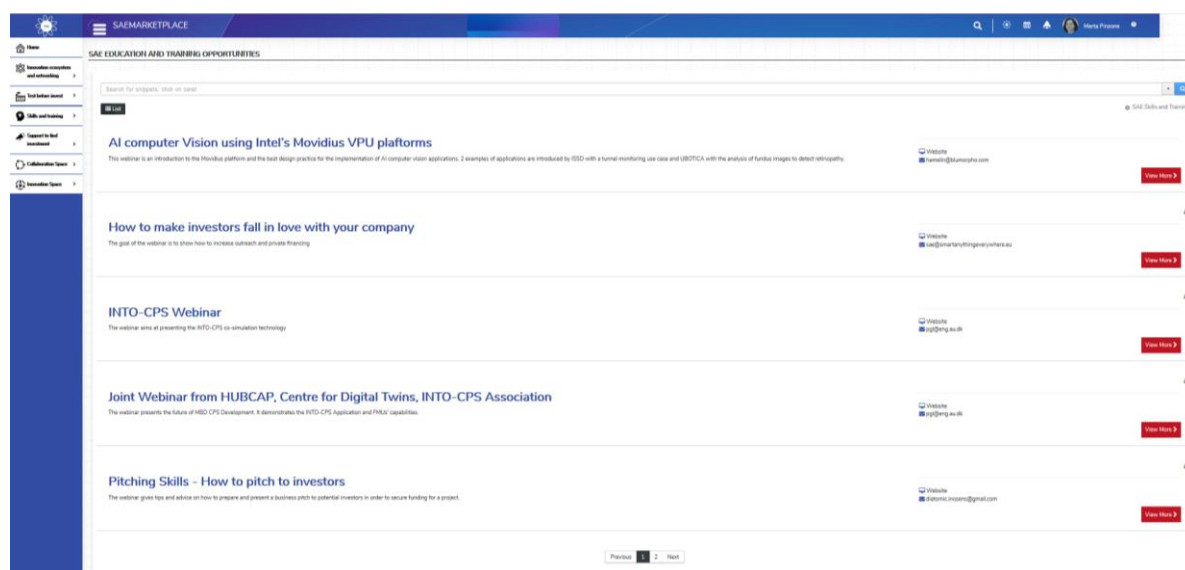 SAEMARKETPLACE
Marta Pinzone
Home
Innovation ecosystem
and networking
Test before invest
Skills and training
Support to find
investment
Collaboration Space
Innovation Space
SAE EDUCATION AND TRAINING OPPORTUNITIES
Search for snippets, click on caret
List
SAE Skills and Trainin
AI computer Vision using Intel's Movidius VPU plaftorms
This webinar is an introduction to the Movidius platform and the best design practice for the implementation of AI computer vision applications. 2 examples of applications are introduced by ISSD with a tunnel monitoring use case and UBOTICA with the analysis of fundus images to detect retinopathy.
Website
hamelin@blumorpho.com
View More
How to make investors fall in love with your company
The goal of the webinar is to show how to increase outreach and private financing
Website
sae@smartanythingeverywhere.eu
View More
INTO-CPS Webinar
The webinar aims at presenting the INTO-CPS co-simulation technology
Website
pgl@eng.au.dk
View More
Joint Webinar from HUBCAP, Centre for Digital Twins, INTO-CPS Association
The webinar presents the future of MBD CPS Development. It demonstrates the INTO-CPS Application and FMUs' capabilities.
Website
pgl@eng.au.dk
View More
Pitching Skills - How to pitch to investors
The webinar gives tips and advice on how to prepare and present a business pitch to potential investors in order to secure funding for a project.
Website
diatomic.inosens@gmail.com
View More
Previous 1 2 Next